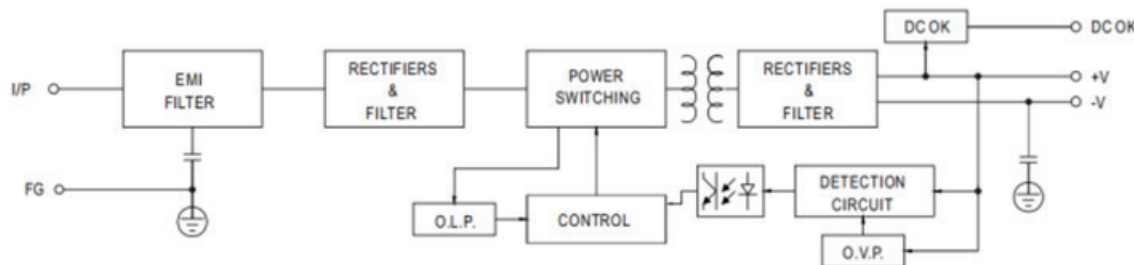 DC OK
DC OK
I/P
EMI
FILTER
RECTIFIERS
&
FILTER
POWER
SWITCHING
RECTIFIERS
&
FILTER
+V
-V
FG
O.L.P.
CONTROL
DETECTION
CIRCUIT
O.V.P.